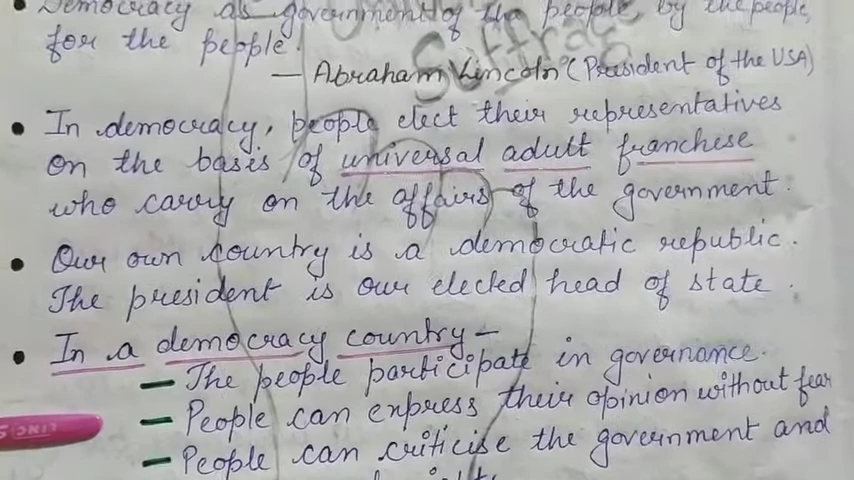 • Democracy as government of the people by the people,
for the people!
— Abraham Lincoln (President of the USA)
Suffrage
• In democracy, people elect their representatives
on the basis of universal adult franchise
who carry on the affairs of the government.
• Our own country is a democratic republic.
The president is our elected head of state.
• In a democracy country –
— The people participate in governance.
— People can express their opinion without fear
— People can criticise the government and